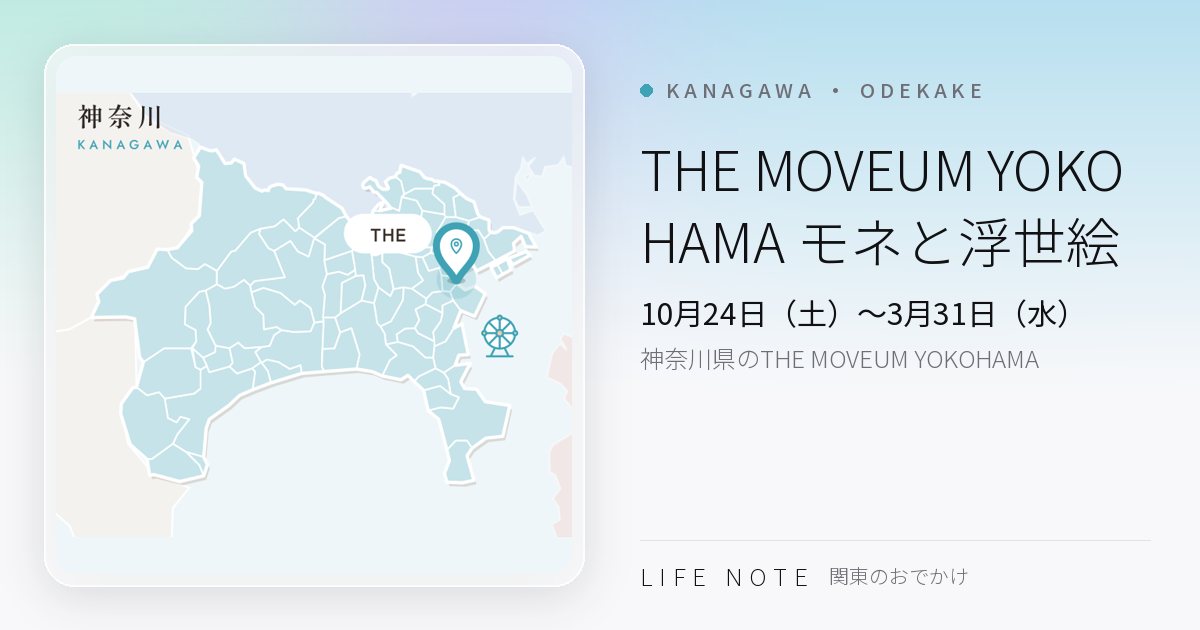 神奈川
KANAGAWA
THE
KANAGAWA • ODEKAKE
THE MOVEUM YOKO
HAMA モネと浮世絵
10月24日（土）〜3月31日（水）
神奈川県のTHE MOVEUM YOKOHAMA
LIFE NOTE 関東のおでかけ